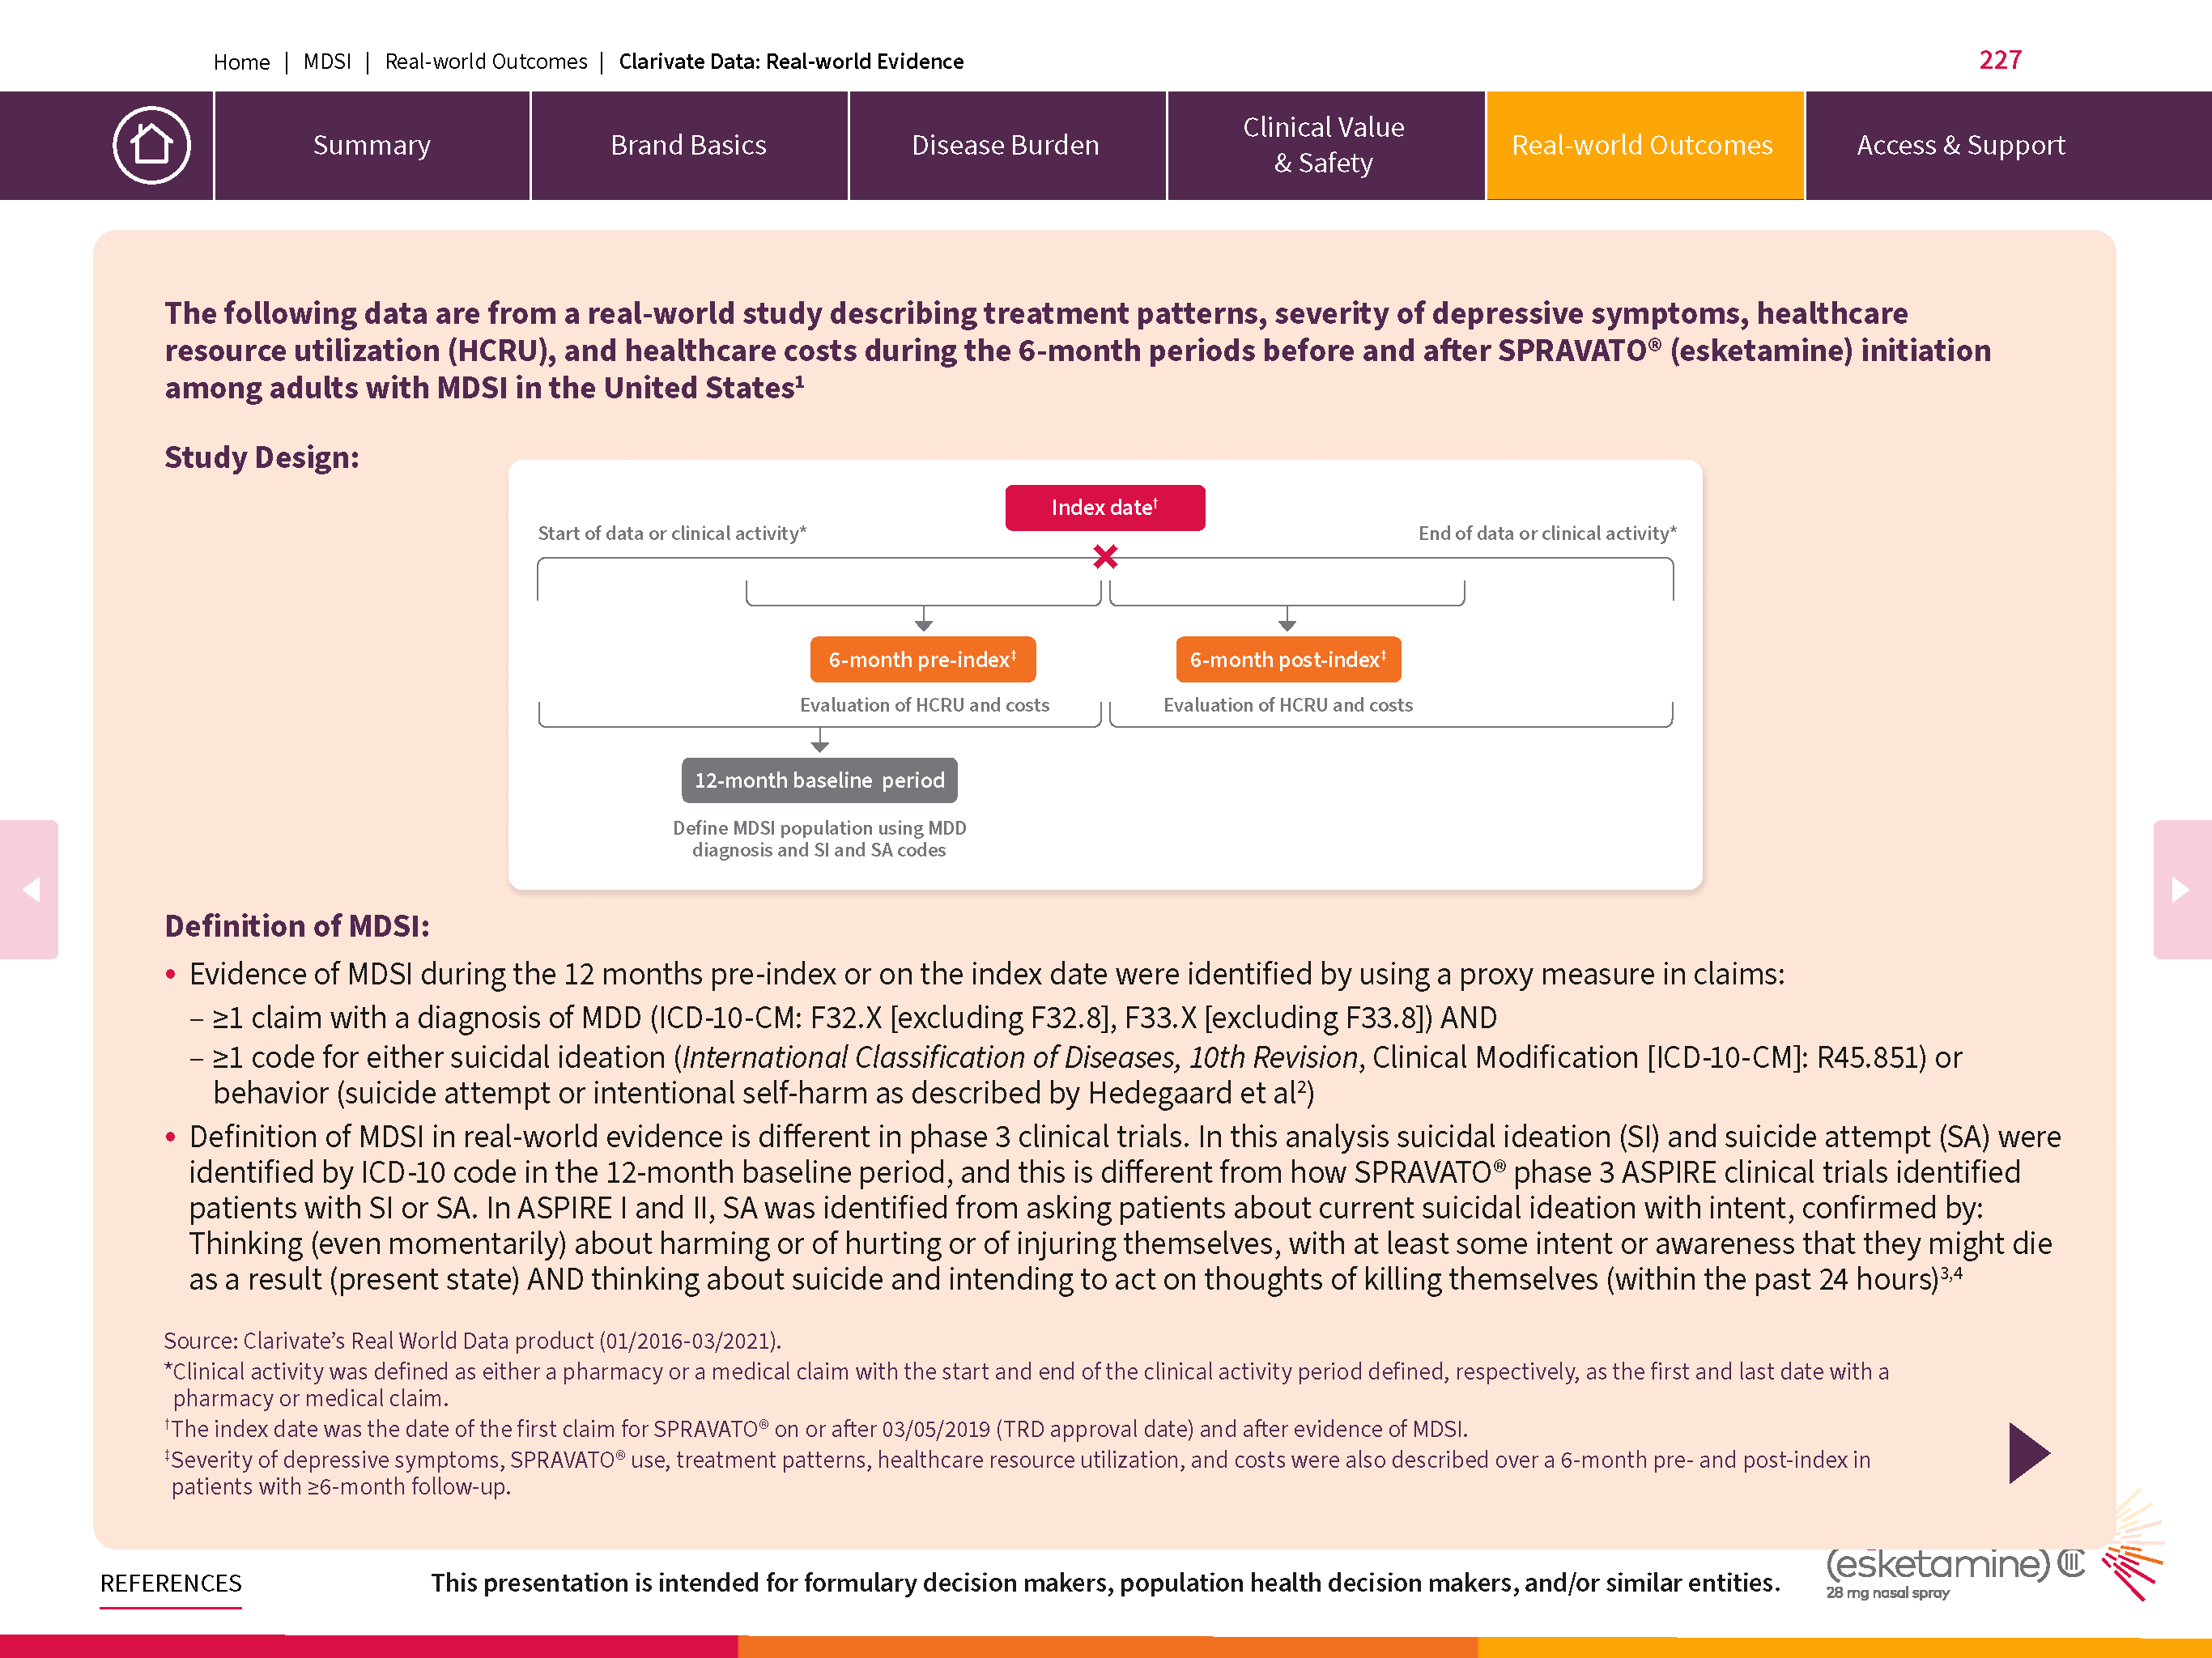 Home | MDSI | Real-world Outcomes | Clarivate Data: Real-world Evidence
227
Summary
Brand Basics
Disease Burden
Clinical Value
& Safety
Real-world Outcomes
Access & Support
The following data are from a real-world study describing treatment patterns, severity of depressive symptoms, healthcare
resource utilization (HCRU), and healthcare costs during the 6-month periods before and after SPRAVATO® (esketamine) initiation
among adults with MDSI in the United States¹
Study Design:
Index date†
Start of data or clinical activity*
End of data or clinical activity*
6-month pre-index‡
6-month post-index‡
Evaluation of HCRU and costs
Evaluation of HCRU and costs
12-month baseline period
Define MDSI population using MDD
diagnosis and SI and SA codes
Definition of MDSI:
• Evidence of MDSI during the 12 months pre-index or on the index date were identified by using a proxy measure in claims:
– ≥1 claim with a diagnosis of MDD (ICD-10-CM: F32.X [excluding F32.8], F33.X [excluding F33.8]) AND
– ≥1 code for either suicidal ideation (International Classification of Diseases, 10th Revision, Clinical Modification [ICD-10-CM]: R45.851) or
behavior (suicide attempt or intentional self-harm as described by Hedegaard et al²)
• Definition of MDSI in real-world evidence is different in phase 3 clinical trials. In this analysis suicidal ideation (SI) and suicide attempt (SA) were
identified by ICD-10 code in the 12-month baseline period, and this is different from how SPRAVATO® phase 3 ASPIRE clinical trials identified
patients with SI or SA. In ASPIRE I and II, SA was identified from asking patients about current suicidal ideation with intent, confirmed by:
Thinking (even momentarily) about harming or of hurting or of injuring themselves, with at least some intent or awareness that they might die
as a result (present state) AND thinking about suicide and intending to act on thoughts of killing themselves (within the past 24 hours)³,⁴
Source: Clarivate’s Real World Data product (01/2016-03/2021).
*Clinical activity was defined as either a pharmacy or a medical claim with the start and end of the clinical activity period defined, respectively, as the first and last date with a
pharmacy or medical claim.
†The index date was the date of the first claim for SPRAVATO® on or after 03/05/2019 (TRD approval date) and after evidence of MDSI.
‡Severity of depressive symptoms, SPRAVATO® use, treatment patterns, healthcare resource utilization, and costs were also described over a 6-month pre- and post-index in
patients with ≥6-month follow-up.
REFERENCES
This presentation is intended for formulary decision makers, population health decision makers, and/or similar entities.
(esketamine) CIII
28 mg nasal spray